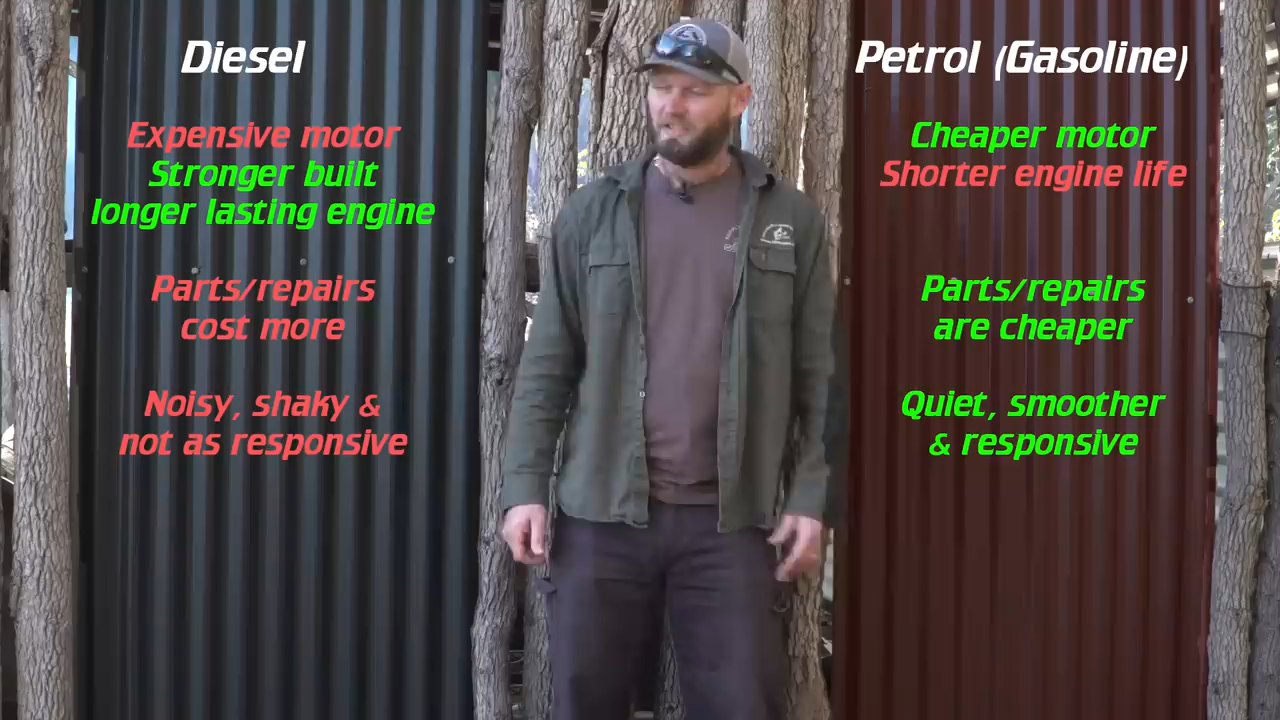 Diesel
Expensive motor
Stronger built
longer lasting engine
Parts/repairs
cost more
Noisy, shaky &
not as responsive
Petrol (Gasoline)
Cheaper motor
Shorter engine life
Parts/repairs
are cheaper
Quiet, smoother
& responsive